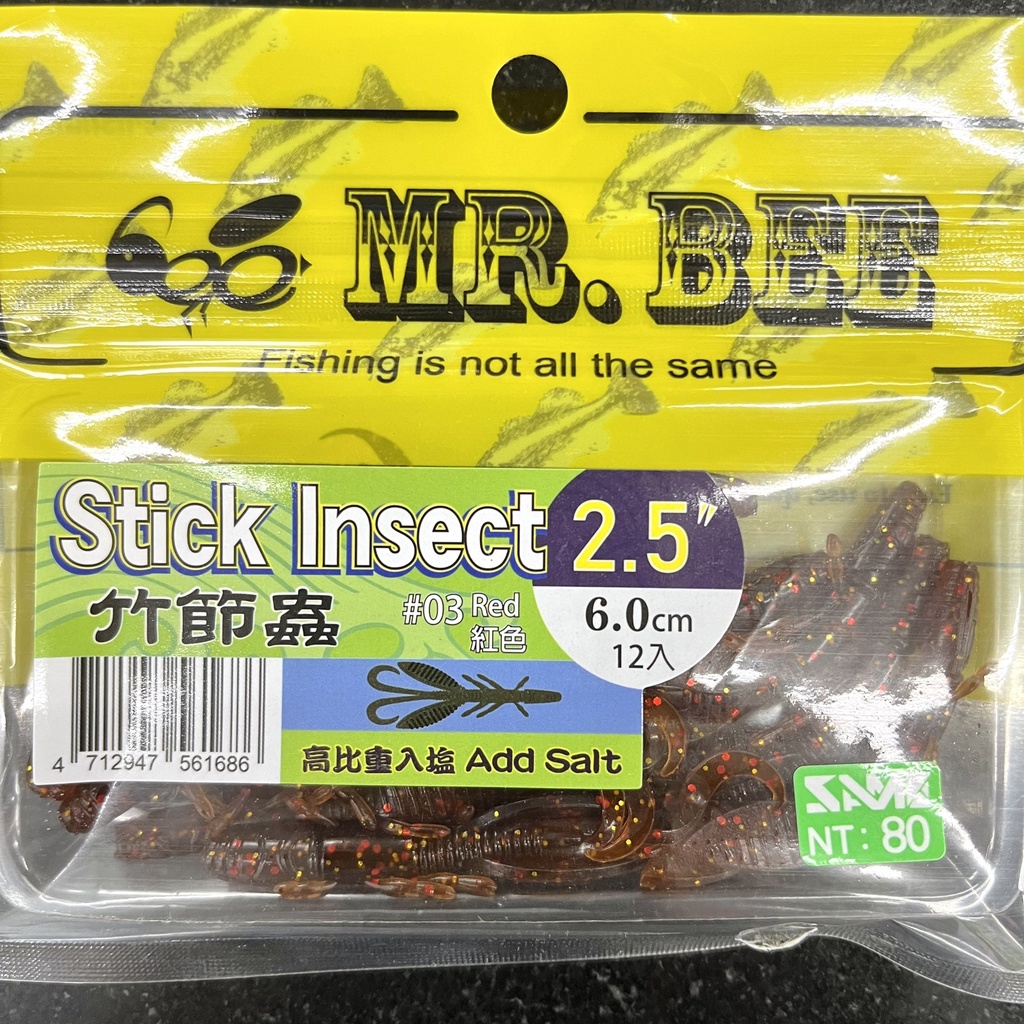 MR. BEE
Fishing is not all the same
Stick Insect 2.5"
竹節蟲 #03 Red 紅色
6.0cm
12入
4 712947 561686
高比重入塩 Add Salt
NT: 80